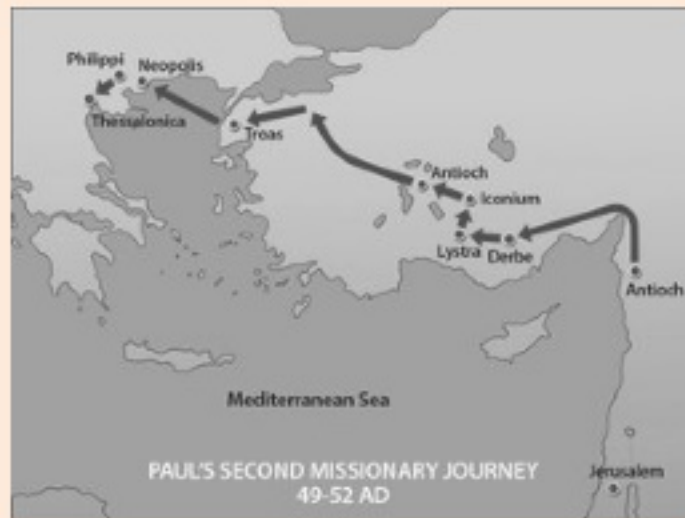 Philippi
Neopolis
Thessalonica
Troas
Antioch
Iconium
Lystra
Derbe
Antioch
Mediterranean Sea
PAUL'S SECOND MISSIONARY JOURNEY
49-52 AD
Jerusalem